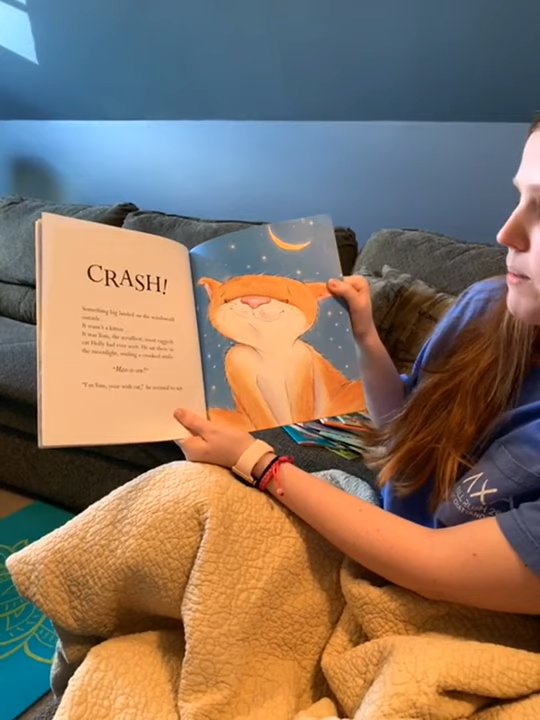 CRASH!
Something big landed on the windowsill
outside.
It wasn't a kitten . . .
It was Tom, the scruffiest, most raggedy
cat Holly had ever seen. He sat there in
the moonlight, smiling a crooked smile.
"Miee-o-ow!"
"I'm Tom, your wish cat," he seemed to say.